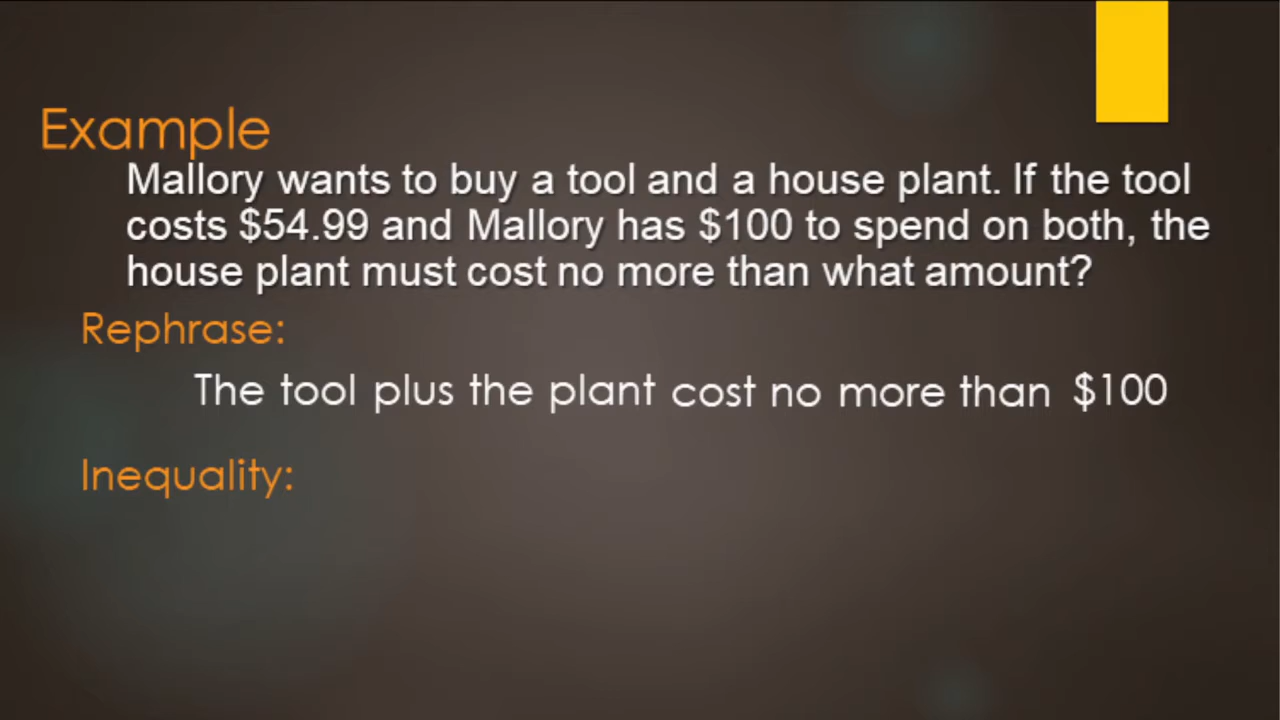 Example
Mallory wants to buy a tool and a house plant. If the tool
costs $54.99 and Mallory has $100 to spend on both, the
house plant must cost no more than what amount?
Rephrase:
The tool plus the plant cost no more than $100
Inequality: